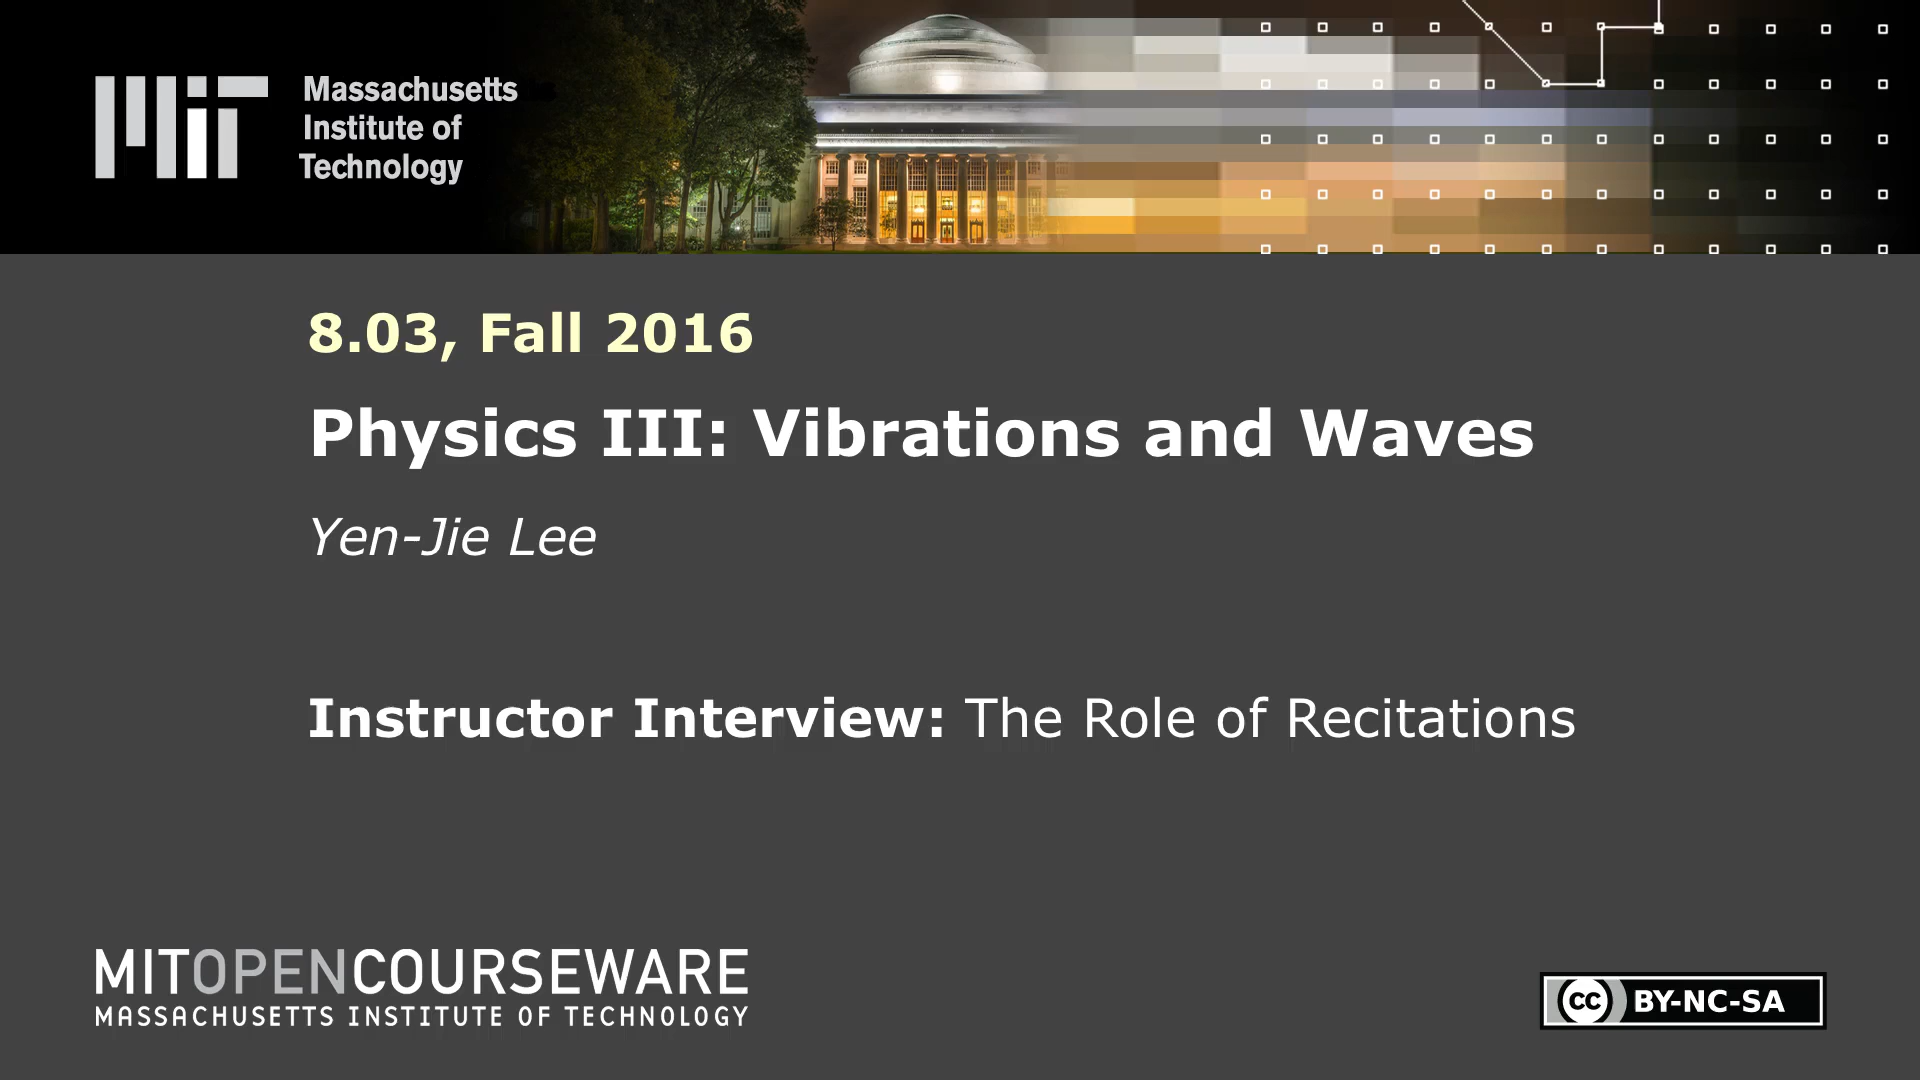 Massachusetts
Institute of
Technology
8.03, Fall 2016
Physics III: Vibrations and Waves
Yen-Jie Lee
Instructor Interview: The Role of Recitations
MITOPENCOURSEWARE
MASSACHUSETTS INSTITUTE OF TECHNOLOGY
cc BY-NC-SA